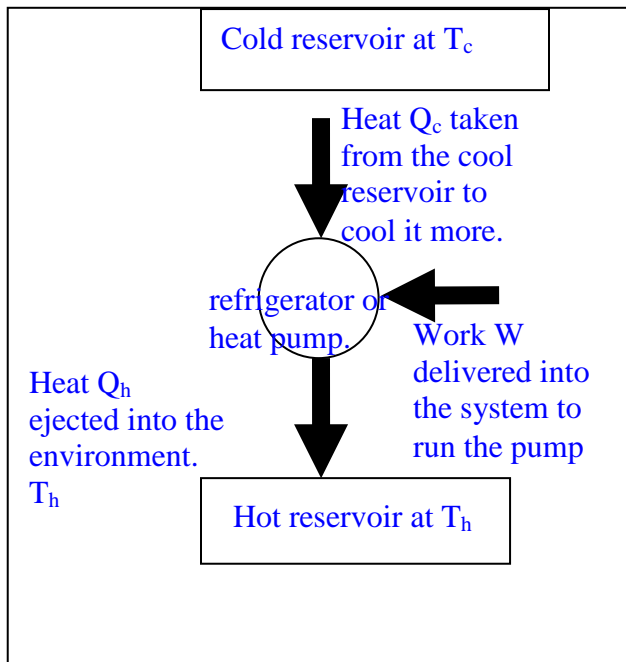 Cold reservoir at Tc
Heat Qc taken
from the cool
reservoir to
cool it more.
refrigerator or
heat pump.
Work W
delivered into
the system to
run the pump
Heat Qh
ejected into the
environment.
Th
Hot reservoir at Th